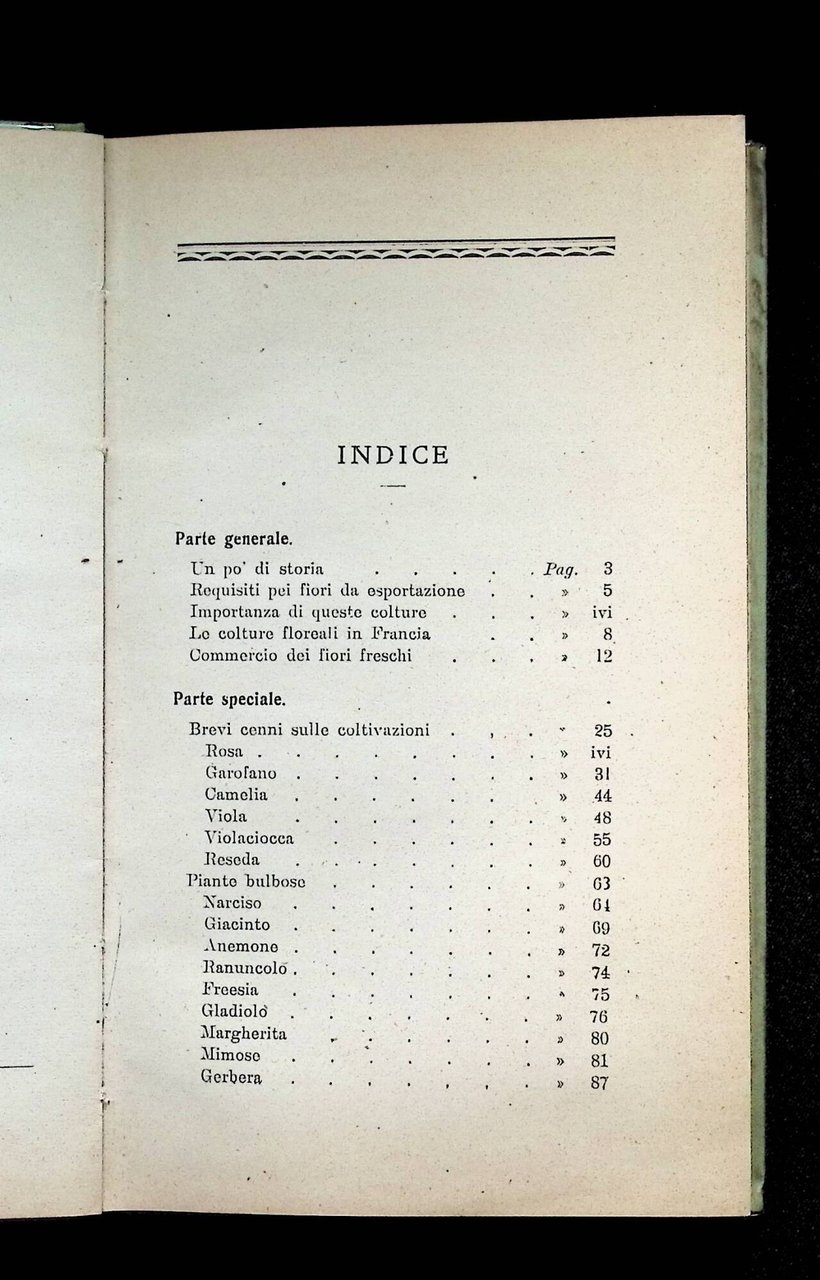 INDICE
Parte generale.
Un po' di storia . . . . . Pag. 3
Requisiti pei fiori da esportazione . . » 5
Importanza di queste colture . . . » ivi
Le colture floreali in Francia . . » 8
Commercio dei fiori freschi . . . » 12
Parte speciale.
Brevi cenni sulle coltivazioni . . . » 25
Rosa . . . . . . . . » ivi
Garofano . . . . . . . » 31
Camelia . . . . . . » 44
Viola . . . . . . . » 48
Violaciocca . . . . . . » 55
Reseda . . . . . . . » 60
Piante bulbose . . . . . . » 63
Narciso . . . . . . . » 64
Giacinto . . . . . . . » 69
Anemone . . . . . . . » 72
Ranuncolo . . . . . . . » 74
Freesia . . . . . . . » 75
Gladiolo . . . . . . . » 76
Margherita . . . . . . » 80
Mimose . . . . . . . » 81
Gerbera . . . . . . . » 87